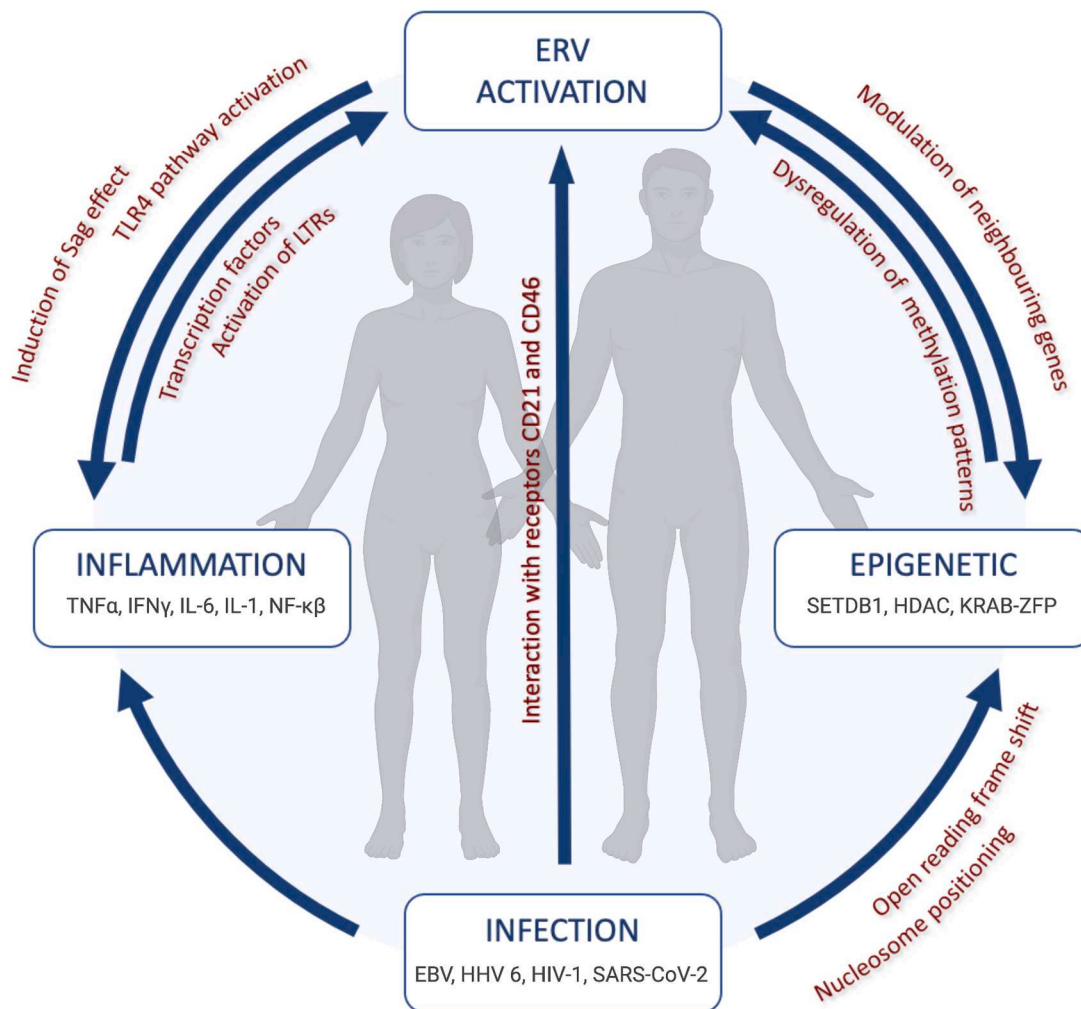 ERV
ACTIVATION
Induction of Sag effect
TLR4 pathway activation
Transcription factors
Activation of LTRs
Modulation of neighbouring genes
Dysregulation of methylation patterns
Interaction with receptors CD21 and CD46
INFLAMMATION
TNFα, IFNγ, IL-6, IL-1, NF-κβ
EPIGENETIC
SETDB1, HDAC, KRAB-ZFP
Open reading frame shift
Nucleosome positioning
INFECTION
EBV, HHV 6, HIV-1, SARS-CoV-2